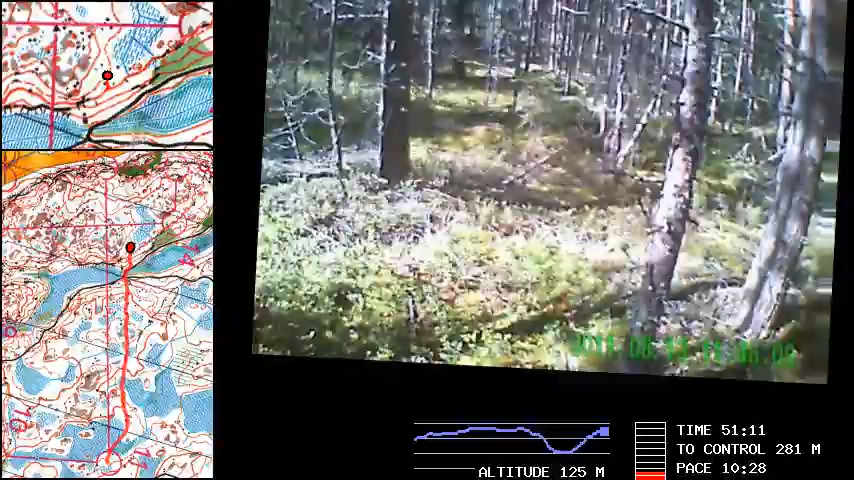 TIME 51:11
TO CONTROL 281 M
ALTITUDE 125 M
PACE 10:28